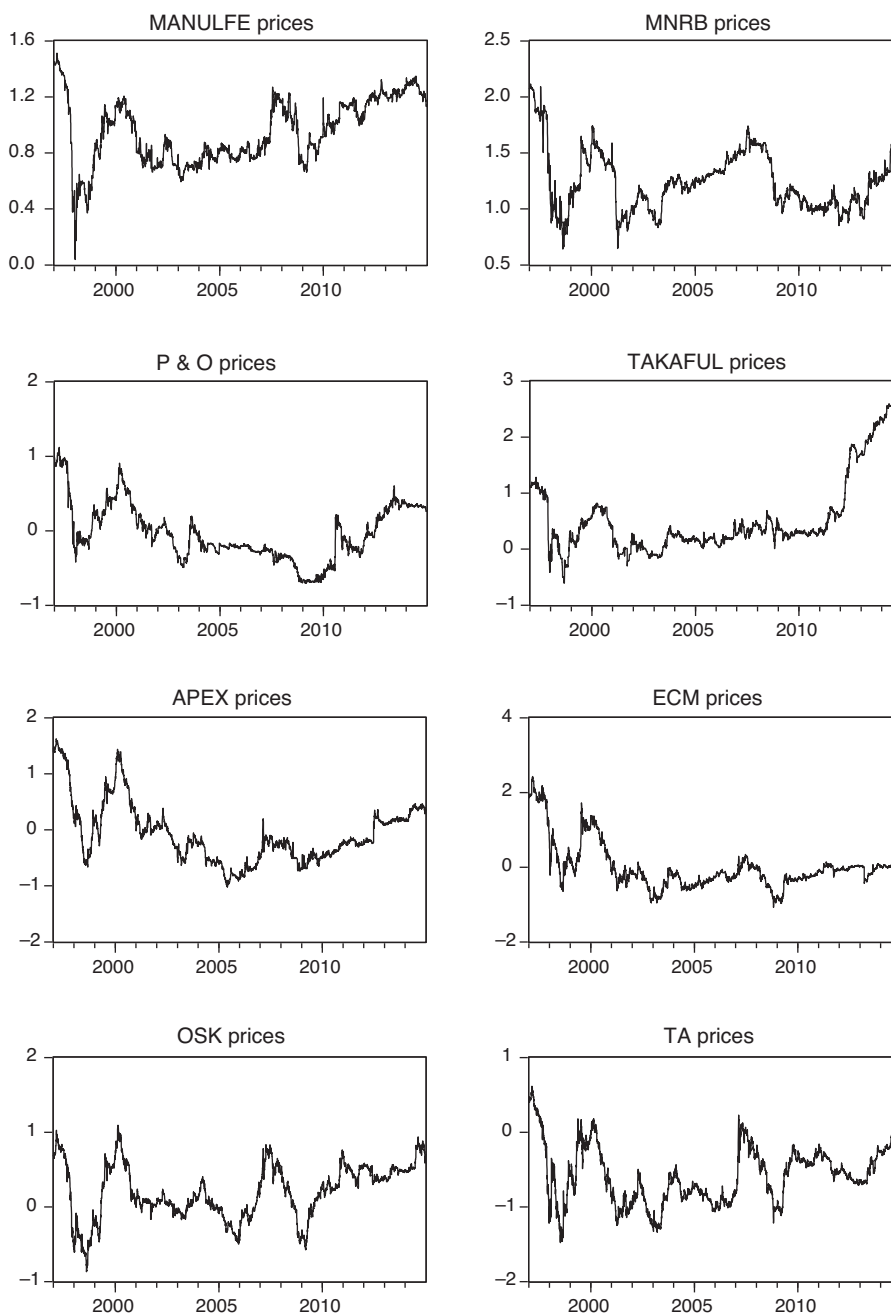 MANULFE prices
1.6
1.2
0.8
0.4
0.0
2000 2005 2010
MNRB prices
2.5
2.0
1.5
1.0
0.5
2000 2005 2010
P & O prices
2
1
0
–1
2000 2005 2010
TAKAFUL prices
3
2
1
0
–1
2000 2005 2010
APEX prices
2
1
0
–1
–2
2000 2005 2010
ECM prices
4
2
0
–2
2000 2005 2010
OSK prices
2
1
0
–1
2000 2005 2010
TA prices
1
0
–1
–2
2000 2005 2010